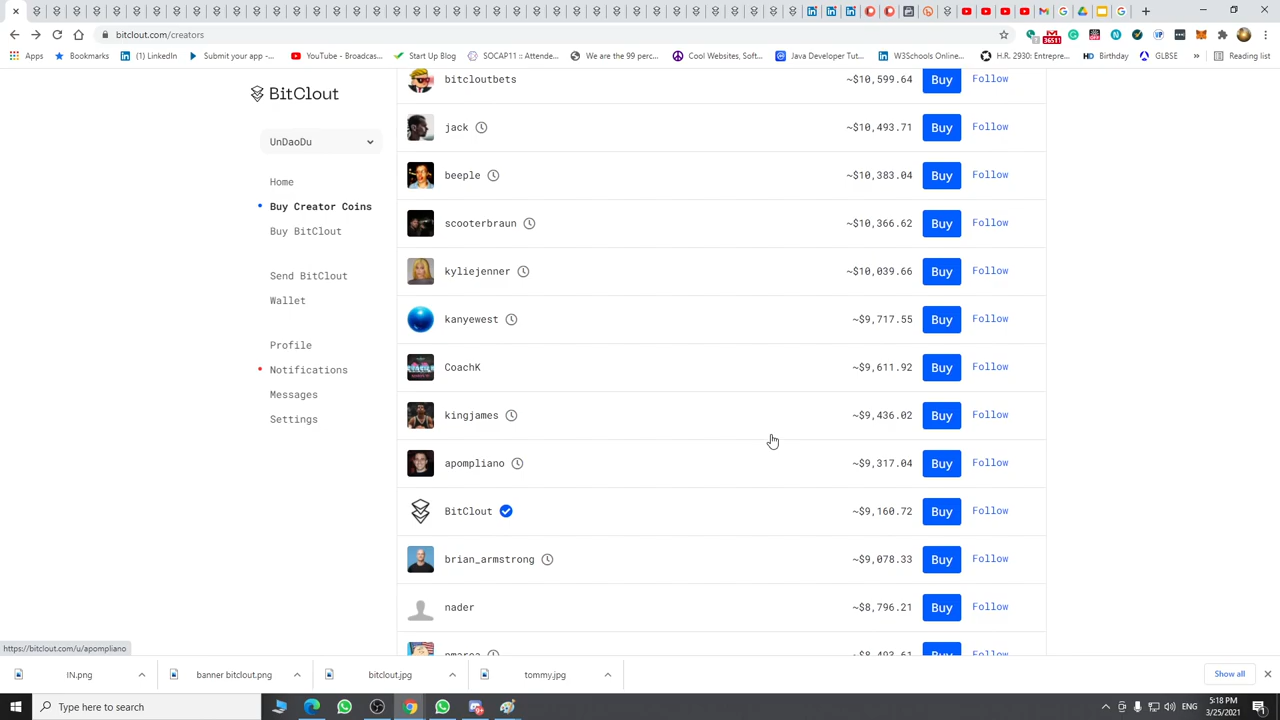 bitclout.com/creators
36511
Apps
Bookmarks
(1) LinkedIn
Submit your app -...
YouTube - Broadcas...
Start Up Blog
OCAP11 :: Attende...
We are the 99 perc...
Cool Websites, Soft...
Java Developer Tut...
W3Schools Online...
H.R. 2930: Entrepre...
HD Birthday
GLBSE
»
Reading list
BitClout
UnDaoDu
Home
Buy Creator Coins
Buy BitClout
Send BitClout
Wallet
Profile
Notifications
Messages
Settings
bitcloutbets ~$10,599.64 Buy Follow
jack ~$10,493.71 Buy Follow
beeple ~$10,383.04 Buy Follow
scooterbraun ~$10,366.62 Buy Follow
kyliejenner ~$10,039.66 Buy Follow
kanyewest ~$9,717.55 Buy Follow
CoachK ~$9,611.92 Buy Follow
kingjames ~$9,436.02 Buy Follow
apompliano ~$9,317.04 Buy Follow
BitClout ~$9,160.72 Buy Follow
brian_armstrong ~$9,078.33 Buy Follow
nader ~$8,796.21 Buy Follow
https://bitclout.com/u/apompliano
IN.png
banner bitclout.png
bitclout.jpg
tommy.jpg
Show all
Type here to search
5:18 PM
3/25/2021